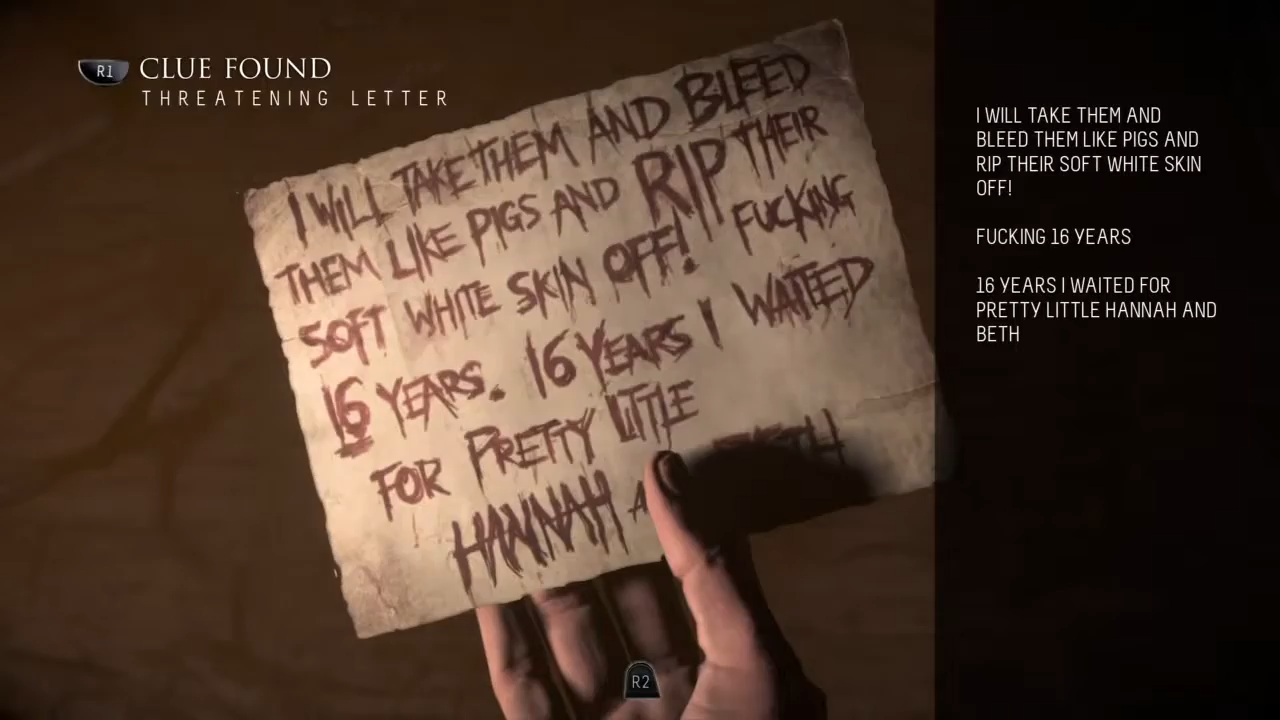 R1 CLUE FOUND
THREATENING LETTER
I WILL TAKE THEM AND BLEED
THEM LIKE PIGS AND RIP THEIR
SOFT WHITE SKIN OFF! FUCKING
16 YEARS. 16 YEARS I WAITED
FOR PRETTY LITTLE
HANNAH A
I WILL TAKE THEM AND
BLEED THEM LIKE PIGS AND
RIP THEIR SOFT WHITE SKIN
OFF!
FUCKING 16 YEARS
16 YEARS I WAITED FOR
PRETTY LITTLE HANNAH AND
BETH
R2